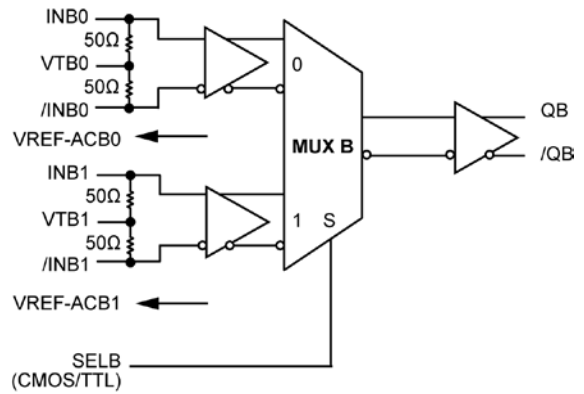 INB0
50Ω
VTB0
50Ω
/INB0
VREF-ACB0
INB1
50Ω
VTB1
50Ω
/INB1
VREF-ACB1
0
MUX B
1 S
QB
/QB
SELB
(CMOS/TTL)